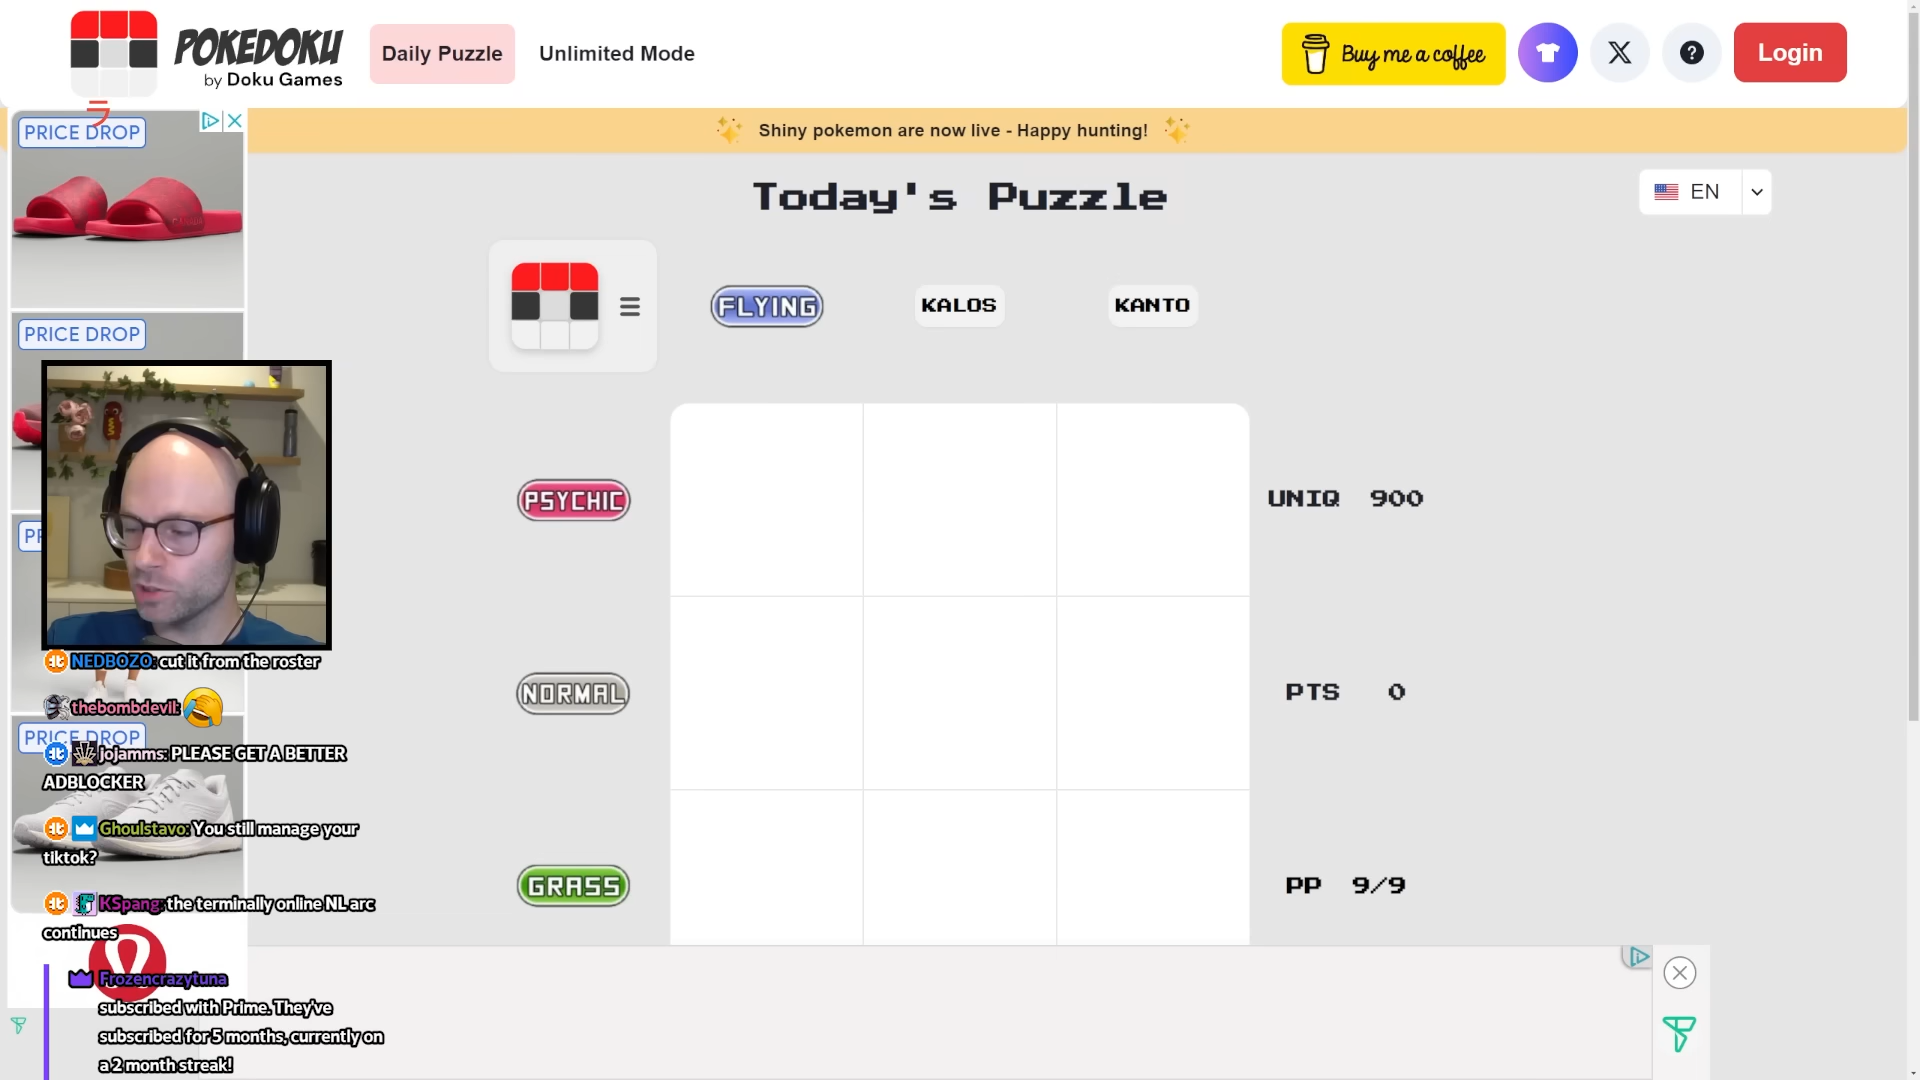 POKEDOKU
by Doku Games
Daily Puzzle
Unlimited Mode
Buy me a coffee
X
?
Login
ラ
PRICE DROP
Shiny pokemon are now live - Happy hunting!
Today's Puzzle
EN
FLYING
KALOS
KANTO
PRICE DROP
PSYCHIC
UNIQ 900
NORMAL
PTS 0
GRASS
PP 9/9
NEDBOZO: cut it from the roster
thebombdevil:
PRICE DROP
jojamms: PLEASE GET A BETTER
ADBLOCKER
Ghoulstavo: You still manage your
tiktok?
KSpang: the terminally online NL arc
continues
Frozencrazytuna
subscribed with Prime. They've
subscribed for 5 months, currently on
a 2 month streak!